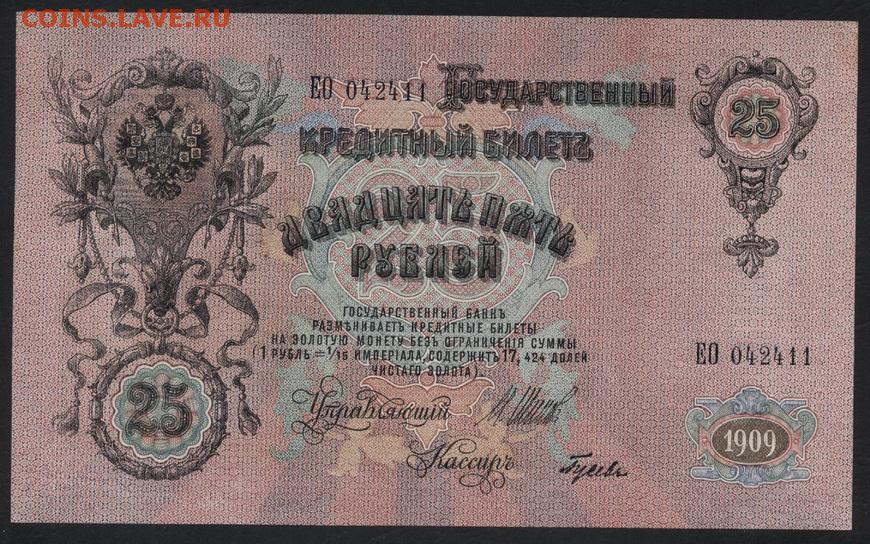 COINS.LAVE.RU
ЕО 042411 Государственный
Кредитный Билетъ
25
Двадцать пять
Рублей
Государственный Банкъ
размѣниваетъ кредитные билеты
на золотую монету безъ ограниченія суммы
(1 рубль = 1/15 имперіала, содержитъ 17,424 долей
чистаго золота).
ЕО 042411
25
Управляющій
Кассиръ
1909